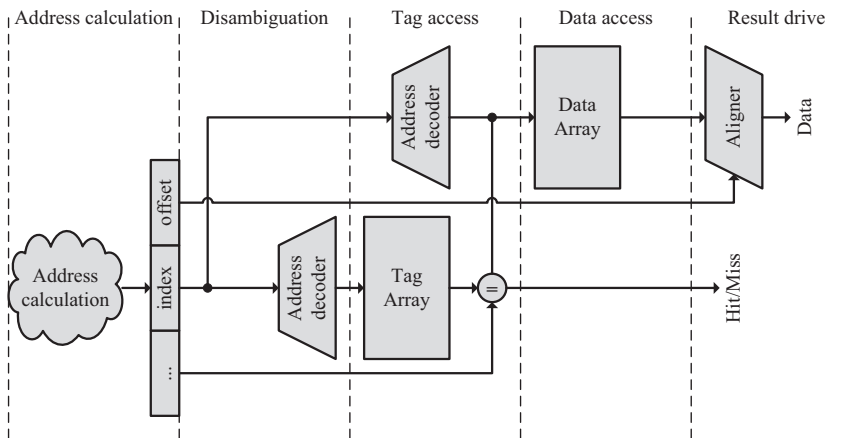 Address calculation
Disambiguation
Tag access
Data access
Result drive
Address
decoder
Data
Array
Aligner
Data
offset
index
...
Address
calculation
Address
decoder
Tag
Array
=
Hit/Miss